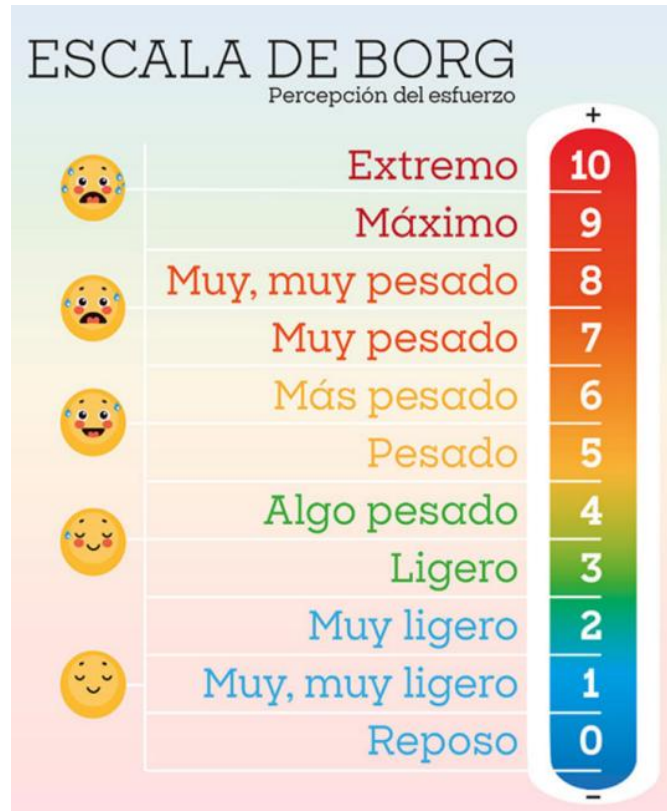 ESCALA DE BORG
Percepción del esfuerzo
+
Extremo 10
Máximo 9
Muy, muy pesado 8
Muy pesado 7
Más pesado 6
Pesado 5
Algo pesado 4
Ligero 3
Muy ligero 2
Muy, muy ligero 1
Reposo 0
–